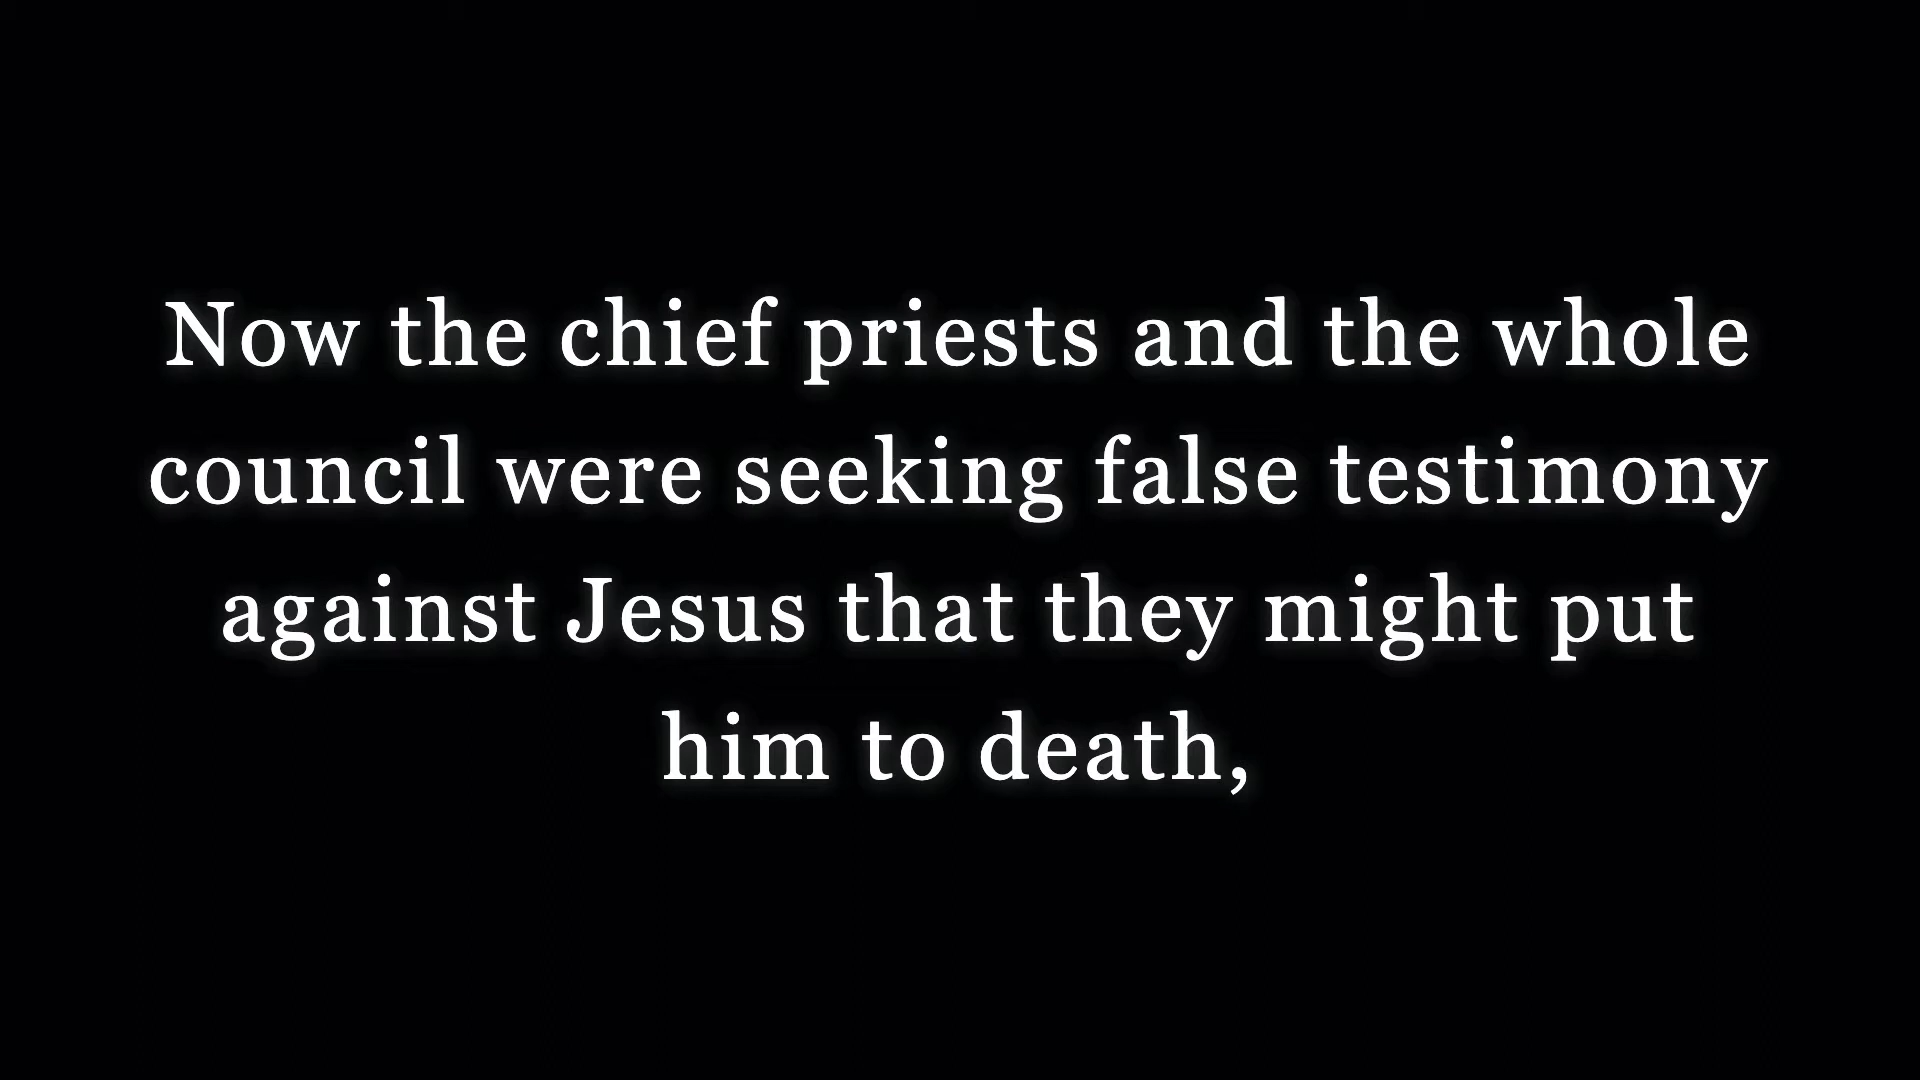 Now the chief priests and the whole
council were seeking false testimony
against Jesus that they might put
him to death,